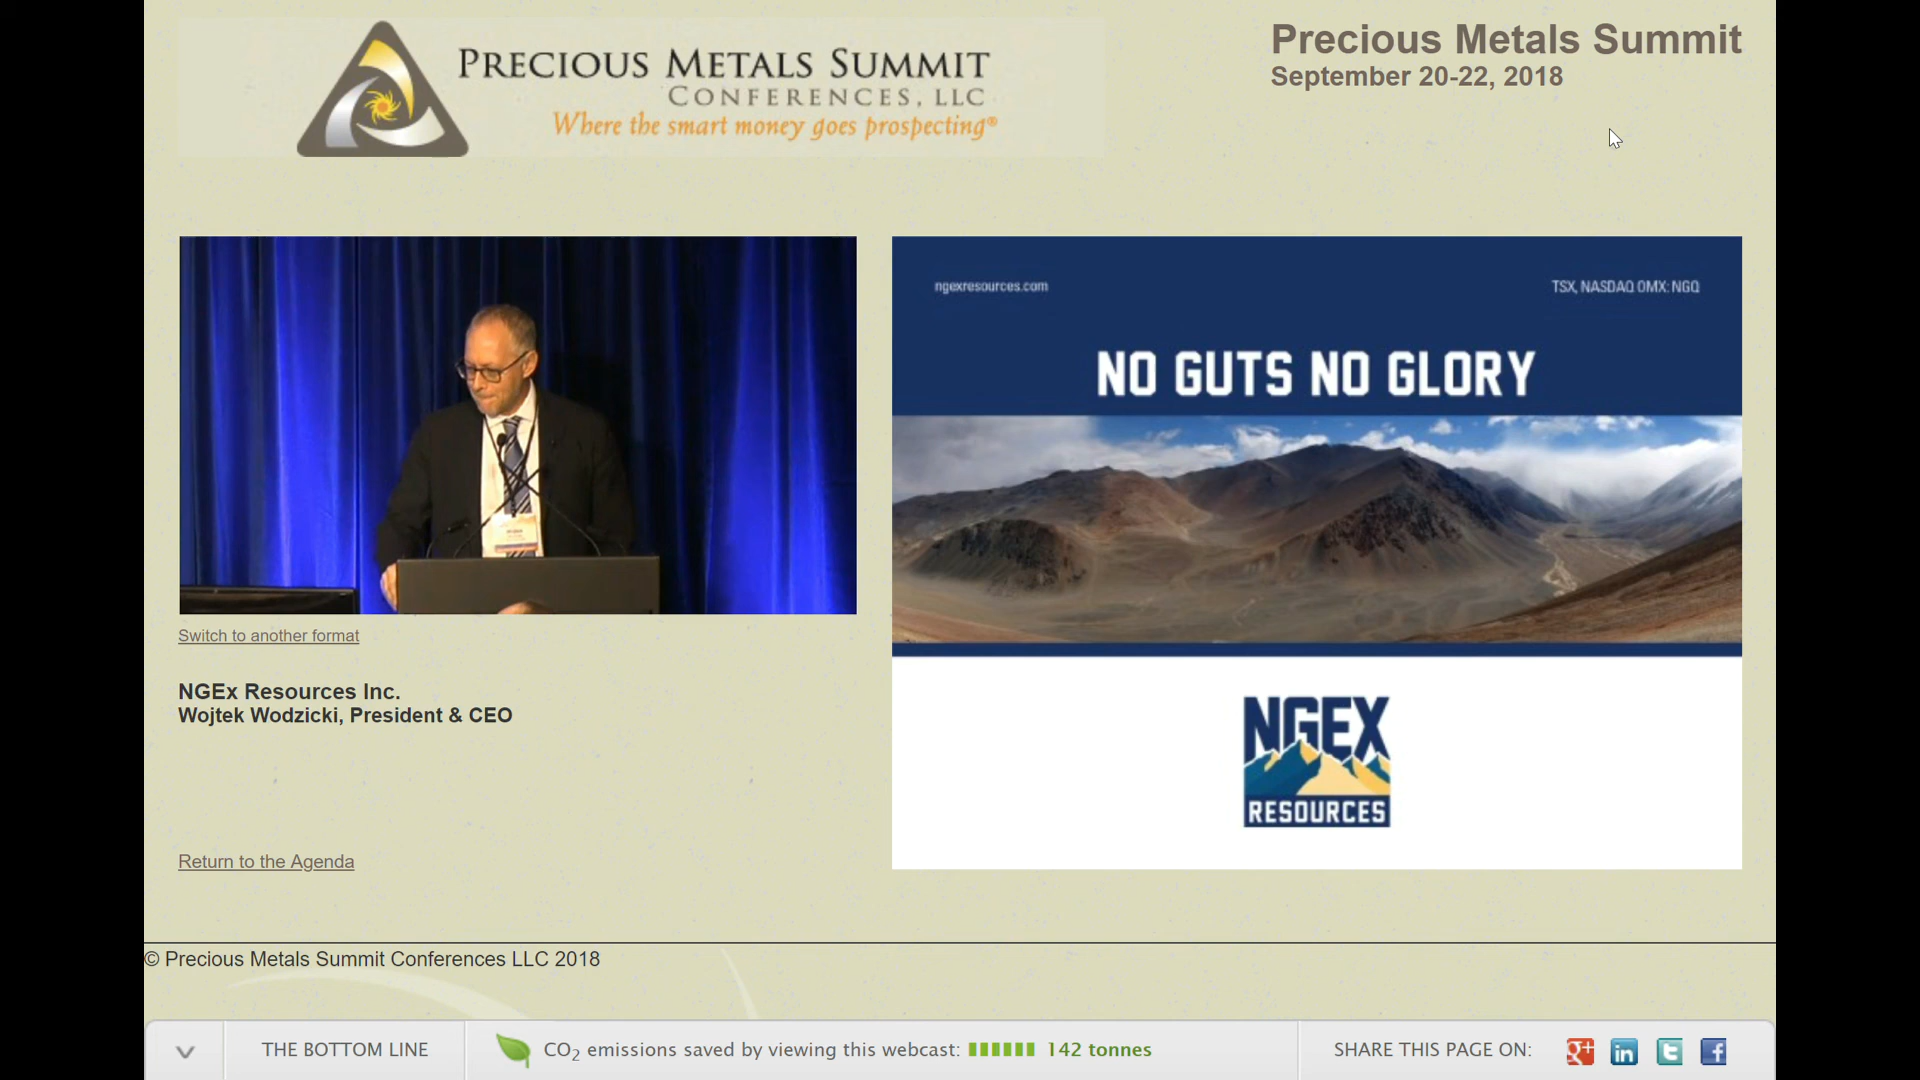 PRECIOUS METALS SUMMIT
CONFERENCES, LLC
Where the smart money goes prospecting®
Precious Metals Summit
September 20-22, 2018
ngexresources.com
TSX, NASDAQ OMX: NGQ
NO GUTS NO GLORY
NGEX
RESOURCES
Switch to another format
NGEx Resources Inc.
Wojtek Wodzicki, President & CEO
Return to the Agenda
© Precious Metals Summit Conferences LLC 2018
THE BOTTOM LINE
CO2 emissions saved by viewing this webcast: 142 tonnes
SHARE THIS PAGE ON:
g+
in
t
f